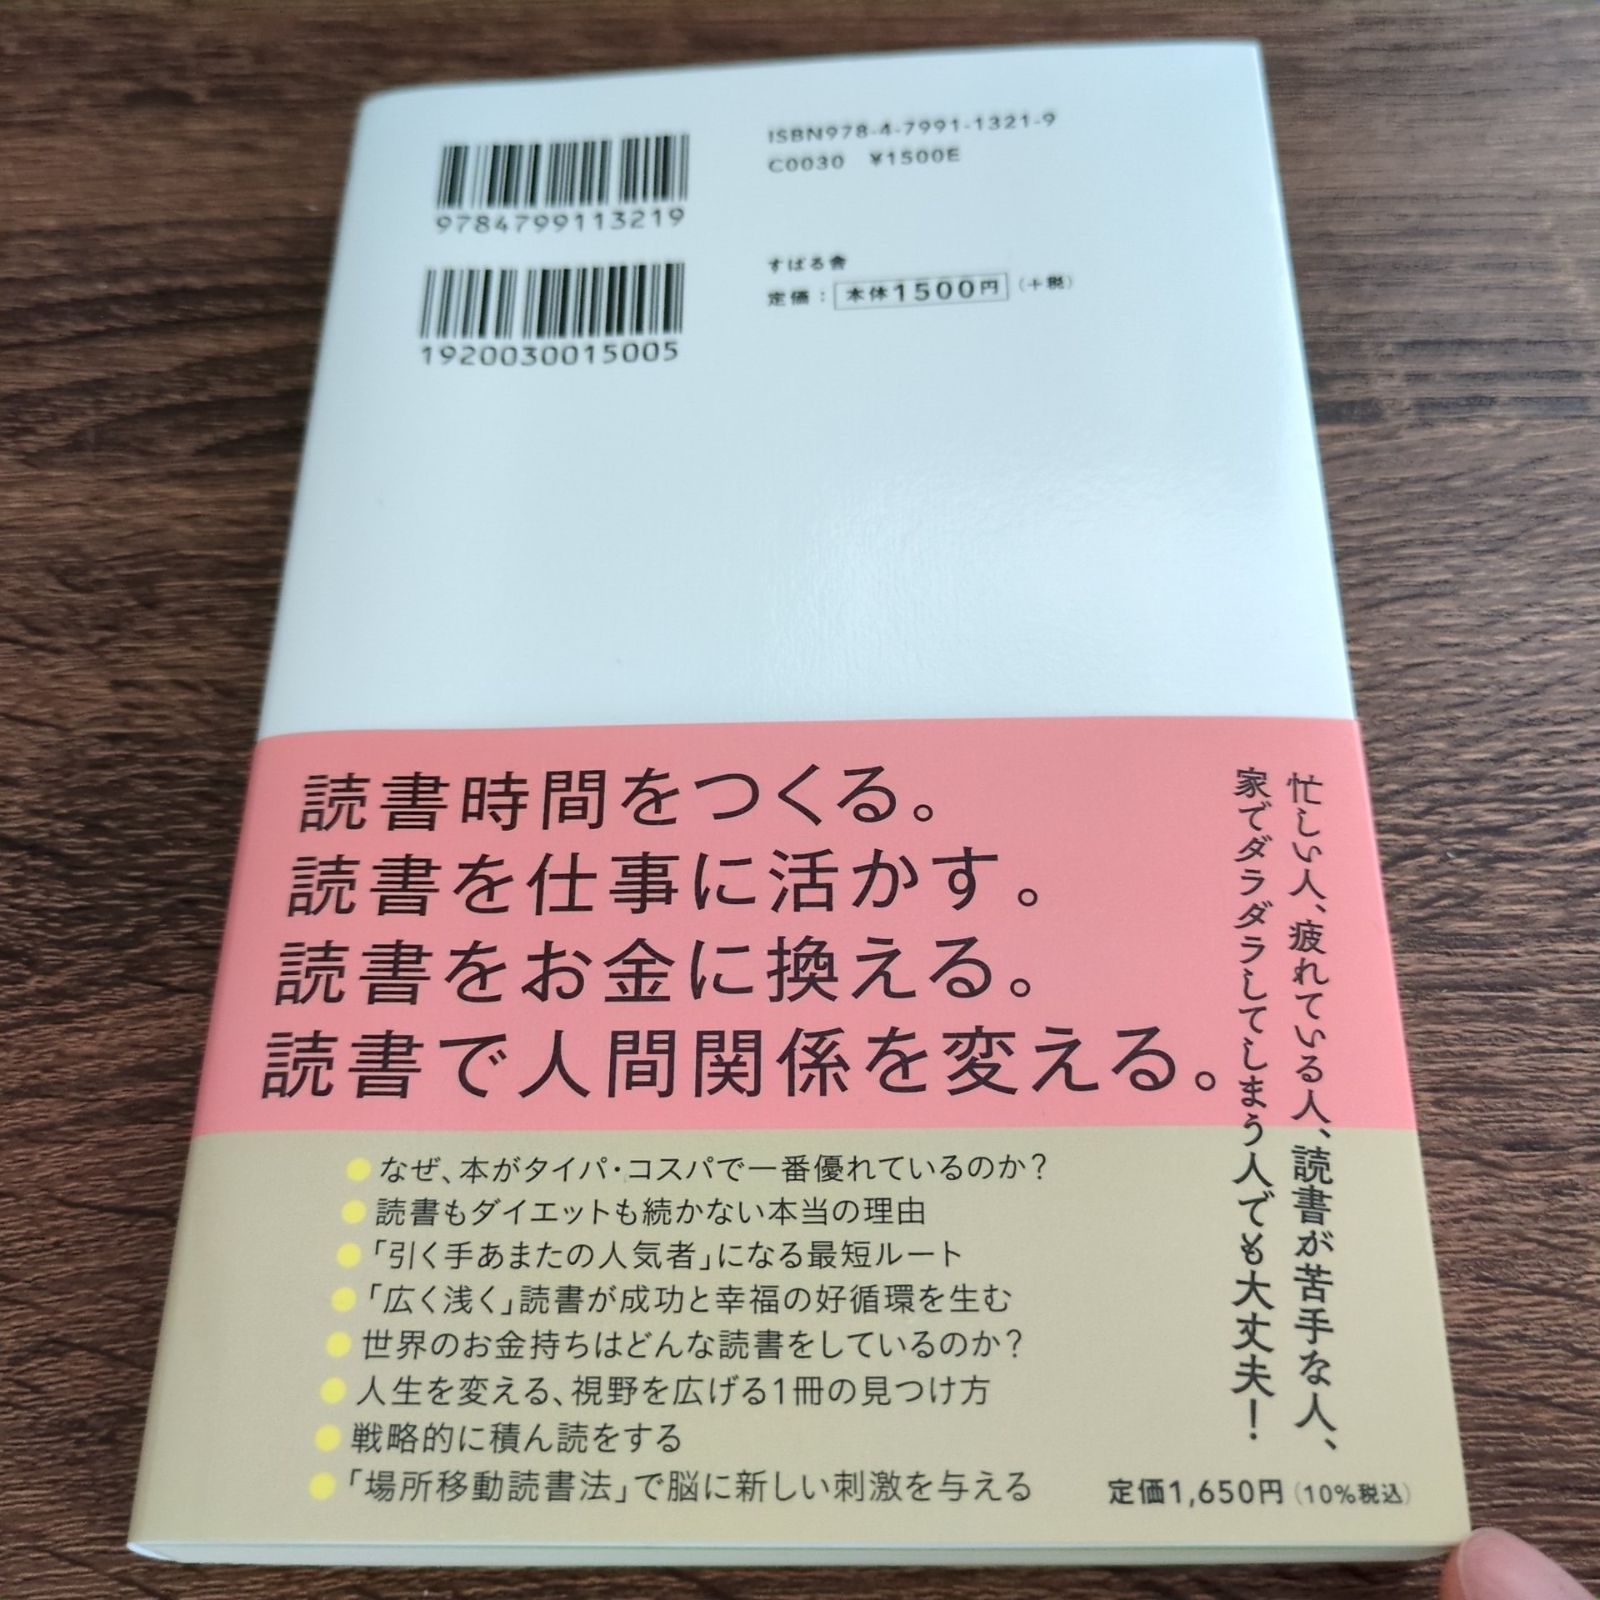 9784799113219
1920030015005
ISBN978-4-7991-1321-9
C0030 ¥1500E
すばる舎
定価：本体1500円（+税）
忙しい人、疲れている人、読書が苦手な人、
家でダラダラしてしまう人でも大丈夫！
読書時間をつくる。
読書を仕事に活かす。
読書をお金に換える。
読書で人間関係を変える。
●なぜ、本がタイパ・コスパで一番優れているのか？
●読書もダイエットも続かない本当の理由
●「引く手あまたの人気者」になる最短ルート
●「広く浅く」読書が成功と幸福の好循環を生む
●世界のお金持ちはどんな読書をしているのか？
●人生を変える、視野を広げる1冊の見つけ方
●戦略的に積ん読をする
●「場所移動読書法」で脳に新しい刺激を与える
定価1,650円（10%税込）